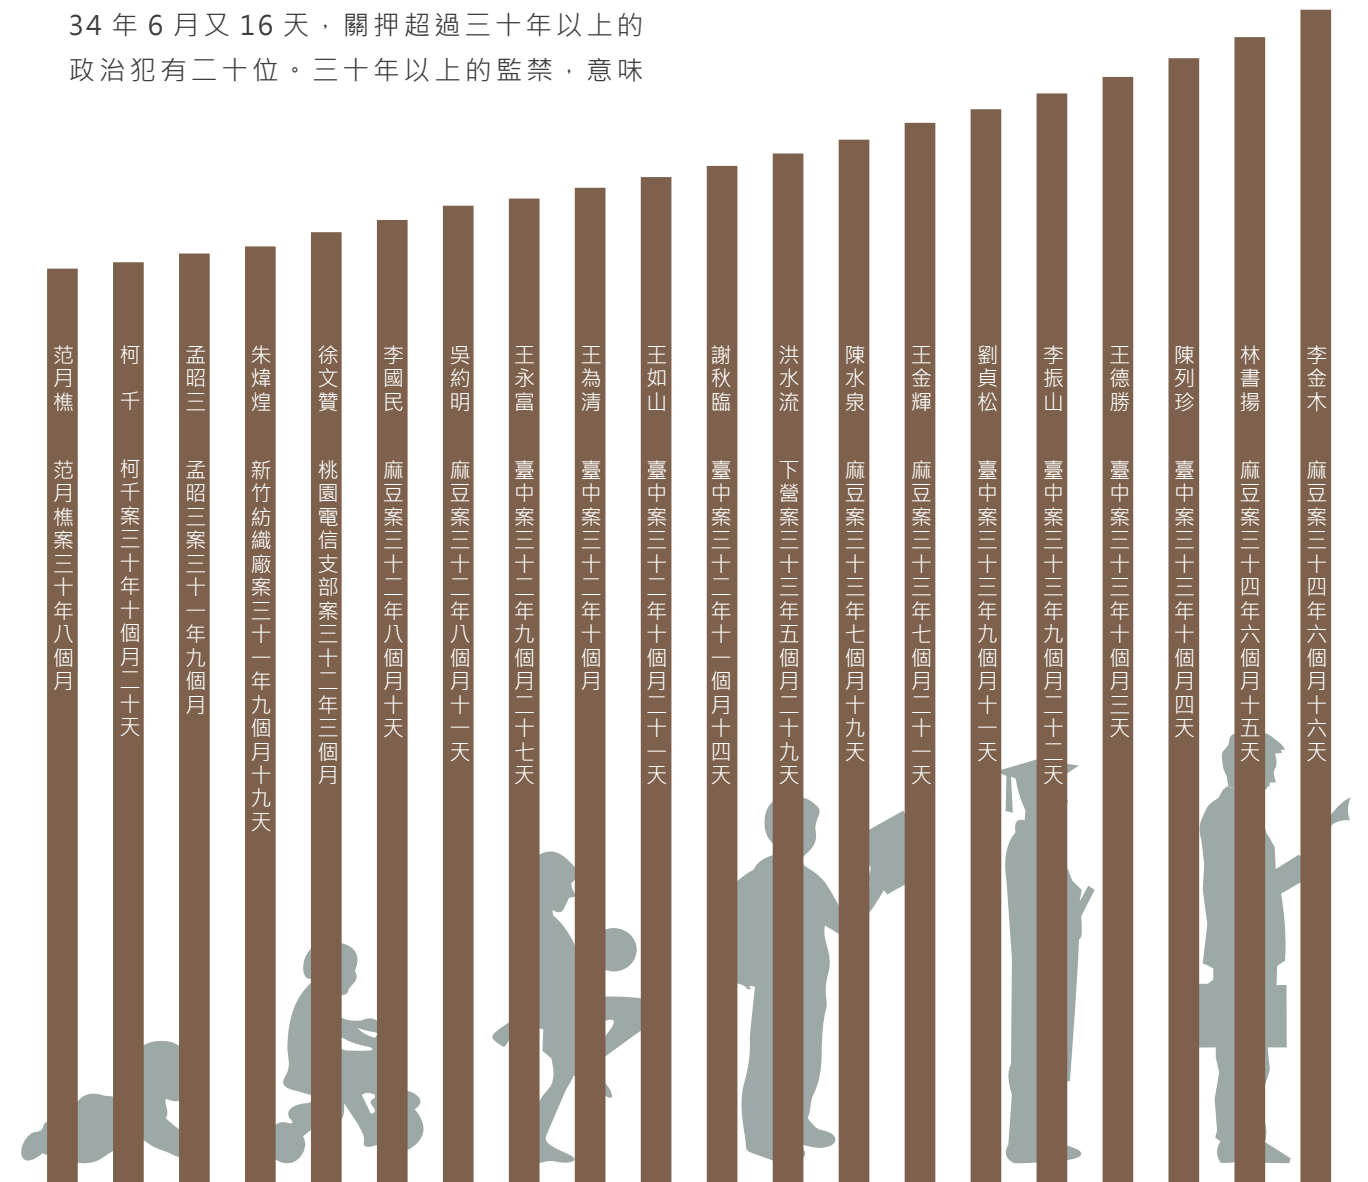 34 年 6 月又 16 天，關押超過三十年以上的
政治犯有二十位。三十年以上的監禁，意味
范月樵 范月樵案三十年八個月
柯 千 柯千案三十年十個月二十天
孟昭三 孟昭三案三十一年九個月
朱煒煌 新竹紡織廠案三十一年九個月十九天
徐文贊 桃園電信支部案三十二年三個月
李國民 麻豆案三十二年八個月十天
吳約明 麻豆案三十二年八個月十一天
王永富 臺中案三十二年九個月二十七天
王為清 臺中案三十二年十個月
王如山 臺中案三十二年十個月二十一天
謝秋臨 臺中案三十二年十一個月十四天
洪水流 下營案三十三年五個月二十九天
陳水泉 麻豆案三十三年七個月十九天
王金輝 麻豆案三十三年七個月二十一天
劉貞松 臺中案三十三年九個月十一天
李振山 臺中案三十三年九個月二十二天
王德勝 臺中案三十三年十個月三天
陳列珍 臺中案三十三年十個月四天
林書揚 麻豆案三十四年六個月十五天
李金木 麻豆案三十四年六個月十六天